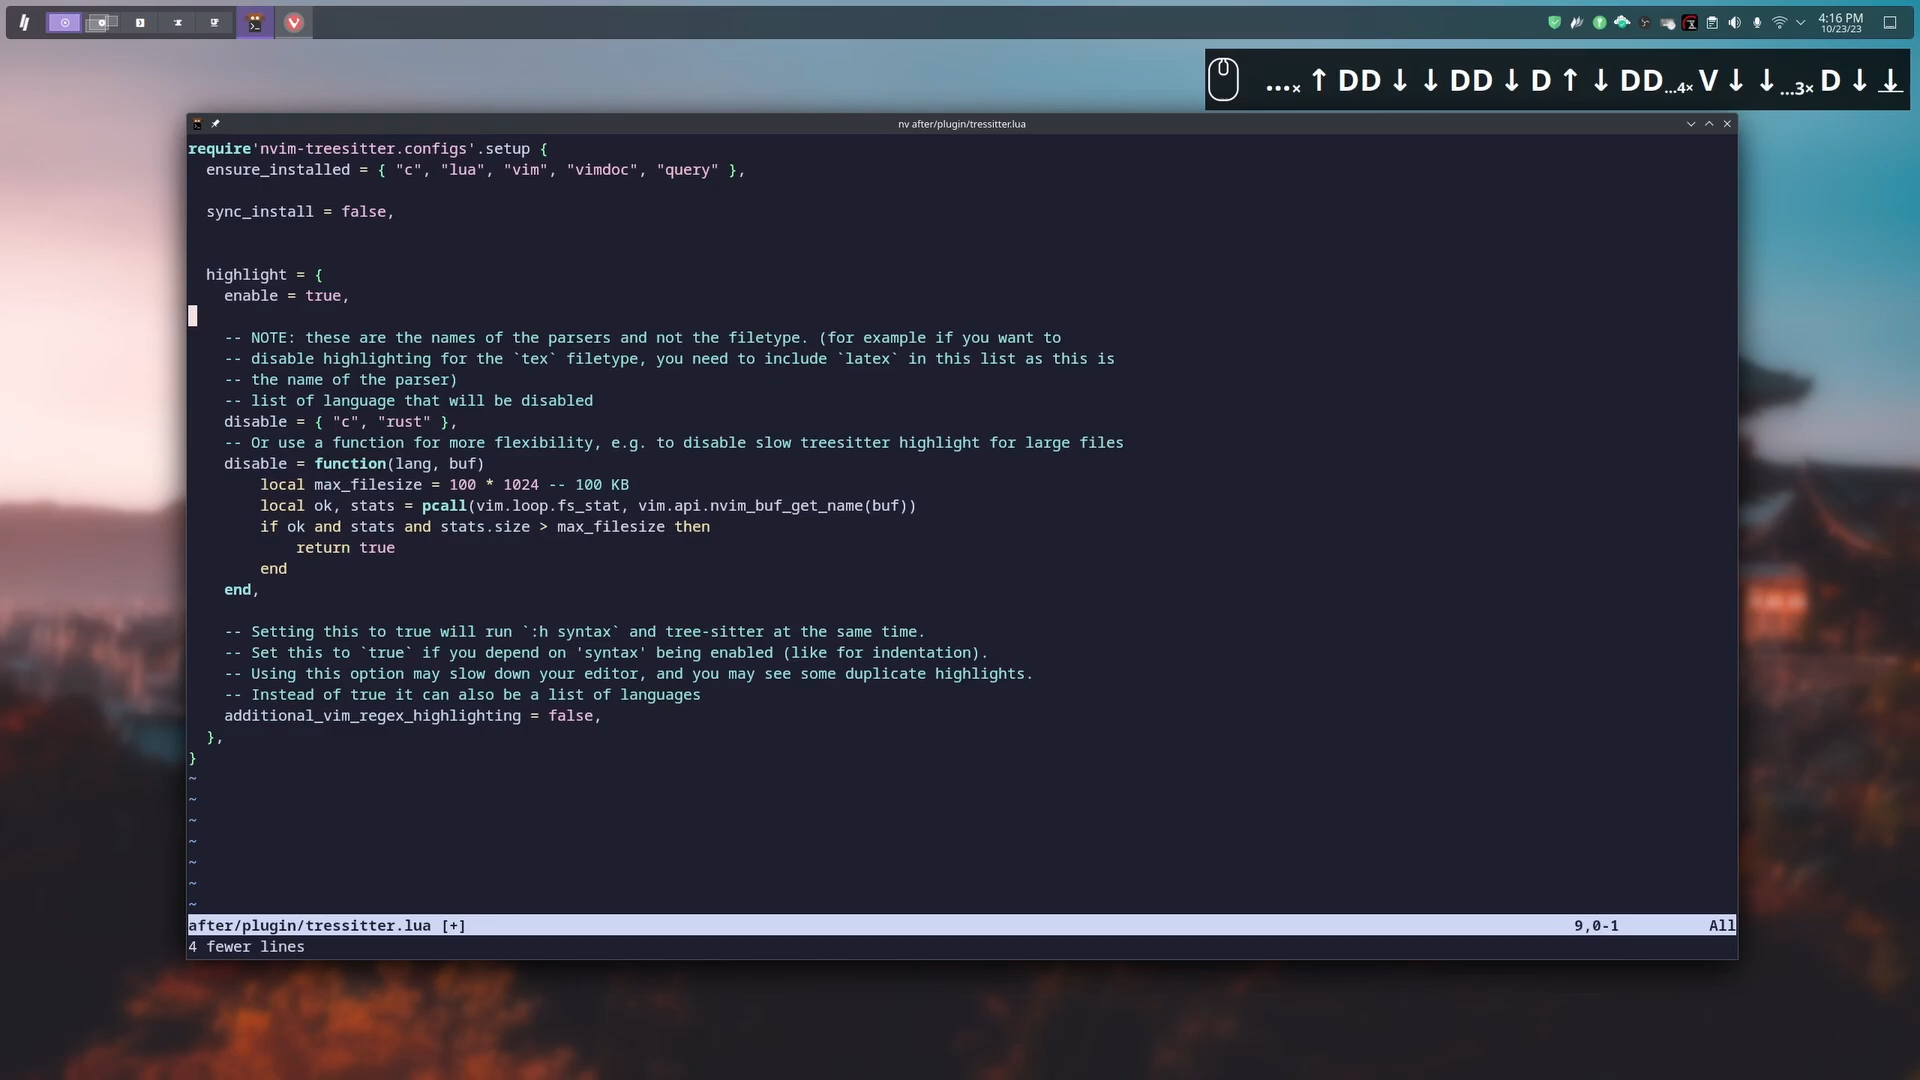 4:16 PM
10/23/23
...× ↑ DD ↓ ↓ DD ↓ D ↑ ↓ DD...4× V ↓ ↓ ...3× D ↓ ↓
nv after/plugin/tressitter.lua
require'nvim-treesitter.configs'.setup {
  ensure_installed = { "c", "lua", "vim", "vimdoc", "query" },
  sync_install = false,
  highlight = {
    enable = true,
    -- NOTE: these are the names of the parsers and not the filetype. (for example if you want to
    -- disable highlighting for the `tex` filetype, you need to include `latex` in this list as this is
    -- the name of the parser)
    -- list of language that will be disabled
    disable = { "c", "rust" },
    -- Or use a function for more flexibility, e.g. to disable slow treesitter highlight for large files
    disable = function(lang, buf)
        local max_filesize = 100 * 1024 -- 100 KB
        local ok, stats = pcall(vim.loop.fs_stat, vim.api.nvim_buf_get_name(buf))
        if ok and stats and stats.size > max_filesize then
            return true
        end
    end,
    -- Setting this to true will run `:h syntax` and tree-sitter at the same time.
    -- Set this to `true` if you depend on 'syntax' being enabled (like for indentation).
    -- Using this option may slow down your editor, and you may see some duplicate highlights.
    -- Instead of true it can also be a list of languages
    additional_vim_regex_highlighting = false,
  },
}
~
~
~
~
~
~
~
after/plugin/tressitter.lua [+] 9,0-1 All
4 fewer lines